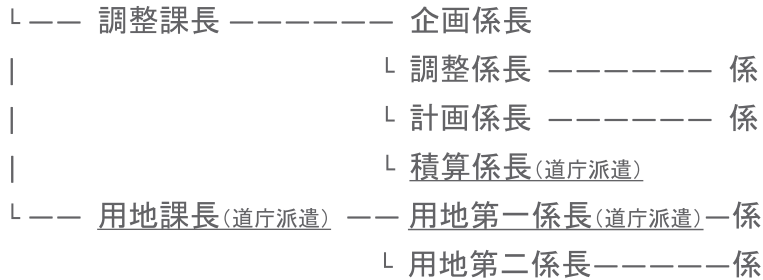 └ ―― 調整課長 ―――――― 企画係長
| └ 調整係長 ―――――― 係
| └ 計画係長 ―――――― 係
| └ 積算係長(道庁派遣)
└ ―― 用地課長(道庁派遣) ―― 用地第一係長(道庁派遣)―係
└ 用地第二係長―――――係